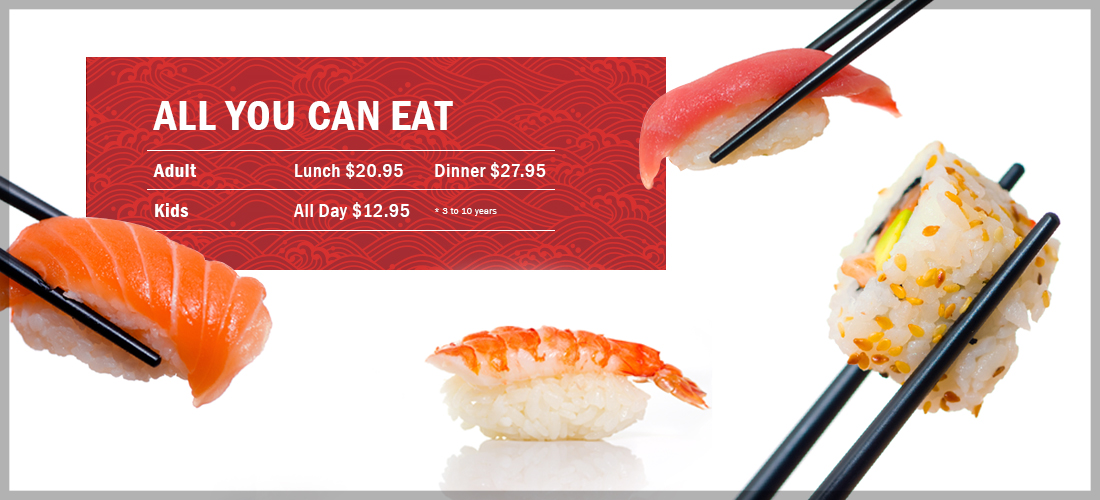 ALL YOU CAN EAT
Adult Lunch $20.95 Dinner $27.95
Kids All Day $12.95 * 3 to 10 years